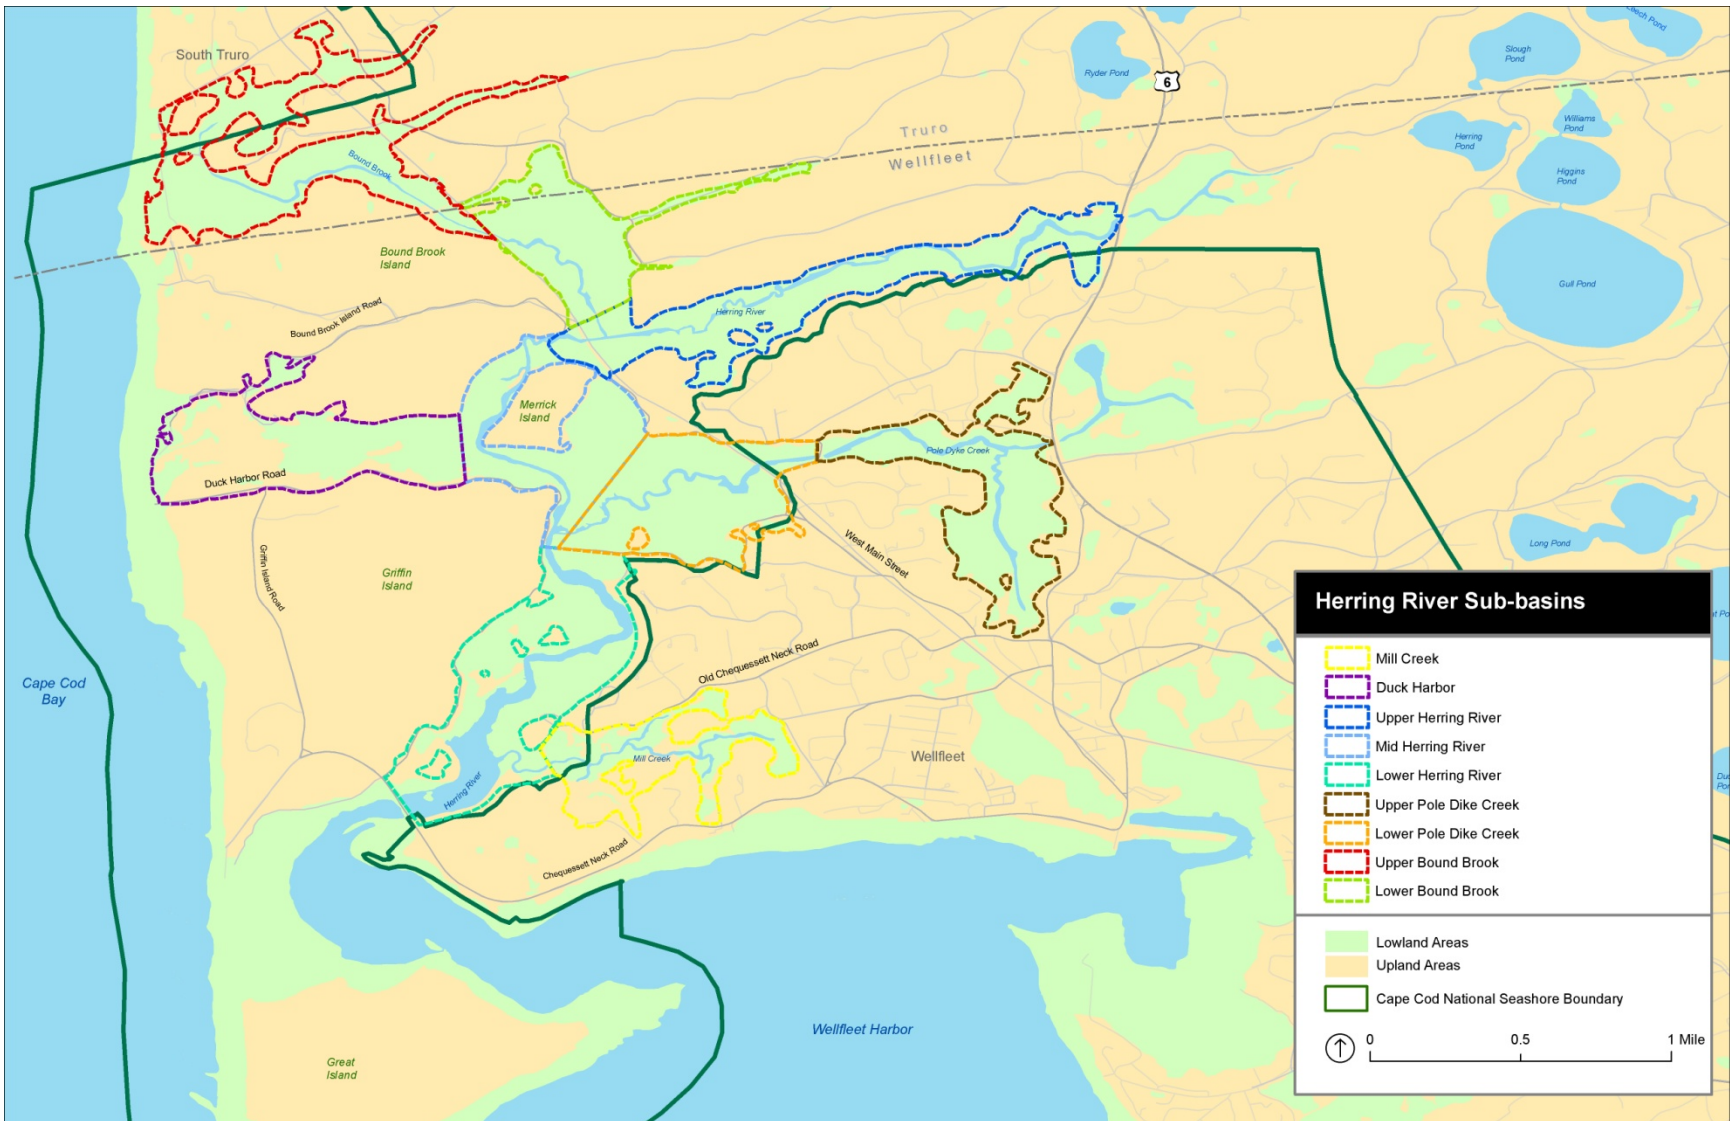 South Truro
6
Ryder Pond
Slough
Pond
Leech Pond
Herring
Pond
Williams
Pond
Higgins
Pond
Gull Pond
Truro
Wellfleet
Bound Brook
Bound Brook
Island
Bound Brook Island Road
Herring River
Merrick
Island
Duck Harbor Road
Pole Dyke Creek
Long Pond
Griffin Island Road
Griffin
Island
West Main Street
Old Chequessett Neck Road
Cape Cod
Bay
Mill Creek
Herring River
Wellfleet
Chequessett Neck Road
Wellfleet Harbor
Great
Island
Herring River Sub-basins
Mill Creek
Duck Harbor
Upper Herring River
Mid Herring River
Lower Herring River
Upper Pole Dike Creek
Lower Pole Dike Creek
Upper Bound Brook
Lower Bound Brook
Lowland Areas
Upland Areas
Cape Cod National Seashore Boundary
0 0.5 1 Mile